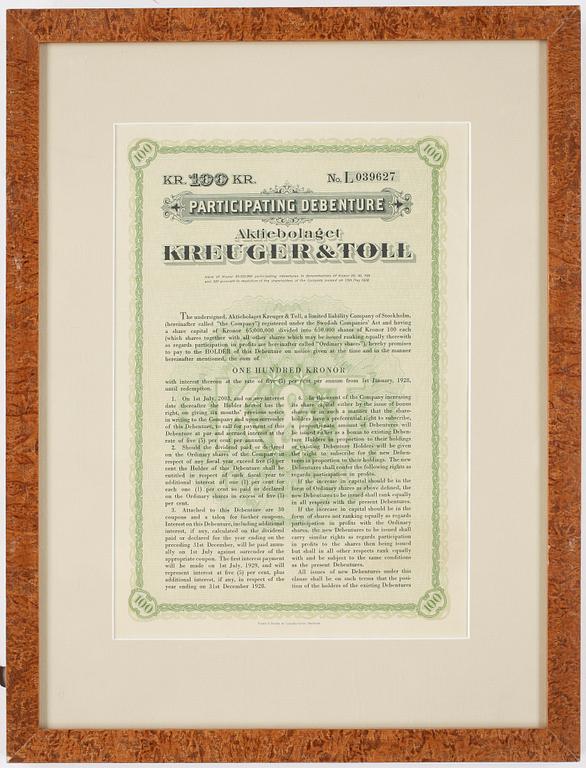 100
100
KR. 100 KR.
No. L 039627
PARTICIPATING DEBENTURE
Aktiebolaget
KREUGER & TOLL
The undersigned, Aktiebolaget Kreuger & Toll, a limited liability Company of Stockholm,
(hereinafter called "the Company") registered under the Swedish Companies' Act and having
a share capital of Kronor 65,000,000 divided into 650,000 shares of Kronor 100 each
(which shares together with all other shares which may be issued ranking equally therewith
as regards participation in profits are hereinafter called "Ordinary shares"), hereby promises
to pay to the HOLDER of this Debenture on notice given at the time and in the manner
hereinafter mentioned, the sum of
ONE HUNDRED KRONOR
with interest thereon at the rate of five (5) per cent per annum from 1st January, 1928,
until redemption.
1. On 1st July, 2003, and on any interest
date thereafter the Holder hereof has the
right, on giving six months' previous notice
in writing to the Company and upon surrender
of this Debenture, to call for payment of this
Debenture at par and accrued interest at the
rate of five (5) per cent per annum.
2. Should the dividend paid or declared
on the Ordinary shares of the Company in
respect of any fiscal year exceed five (5) per
cent the Holder of this Debenture shall be
entitled in respect of such fiscal year to
additional interest of one (1) per cent for
each one (1) per cent so paid or declared
on the Ordinary shares in excess of five (5)
per cent.
3. Attached to this Debenture are 30
coupons and a talon for further coupons.
Interest on this Debenture, including additional
interest, if any, calculated on the dividend
paid or declared for the year ending on the
preceding 31st December, will be paid annu-
ally on 1st July against surrender of the
appropriate coupon. The first interest payment
will be made on 1st July, 1929, and will
represent interest at five (5) per cent, plus
additional interest, if any, in respect of the
year ending on 31st December 1928.
6. In the event of the Company increasing
its share capital either by the issue of bonus
shares or in such a manner that the share-
holders have a preferential right to subscribe,
a proportionate amount of Debentures will
be issued either as a bonus to existing Deben-
ture Holders in proportion to their holdings
or existing Debenture Holders will be given
the right to subscribe for the new Deben-
tures in proportion to their holdings. The new
Debentures shall confer the following rights as
regards participation in profits.
If the increase in capital should be in the
form of Ordinary shares as above defined, the
new Debentures to be issued shall rank equally
in all respects with the present Debentures.
If the increase in capital should be in the
form of shares not ranking equally as regards
participation in profits with the Ordinary
shares, the new Debentures to be issued shall
carry similar rights as regards participation
in profits to the shares then being issued
but shall in all other respects rank equally
with and be subject to the same conditions
as the present Debentures.
All issues of new Debentures under this
clause shall be on such terms that the posi-
tion of the holders of the existing Debentures
100
100